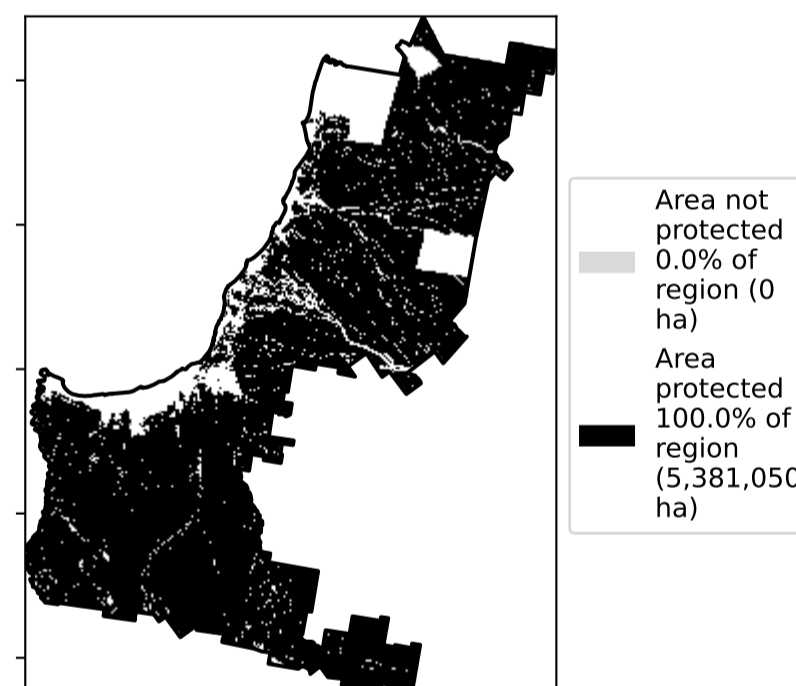 Area not
protected
0.0% of
region (0
ha)
Area
protected
100.0% of
region
(5,381,050
ha)